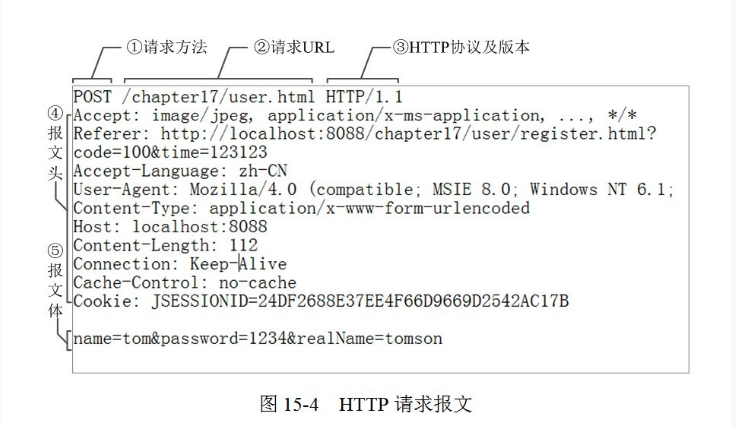 ①请求方法 ②请求URL ③HTTP协议及版本
POST /chapter17/user.html HTTP/1.1
Accept: image/jpeg, application/x-ms-application, ..., */*
Referer: http://localhost:8088/chapter17/user/register.html?
code=100&time=123123
Accept-Language: zh-CN
User-Agent: Mozilla/4.0 (compatible; MSIE 8.0; Windows NT 6.1;
Content-Type: application/x-www-form-urlencoded
Host: localhost:8088
Content-Length: 112
Connection: Keep-Alive
Cache-Control: no-cache
Cookie: JSESSIONID=24DF2688E37EE4F66D9669D2542AC17B
name=tom&password=1234&realName=tomson
④报文头
⑤报文体
图 15-4 HTTP 请求报文